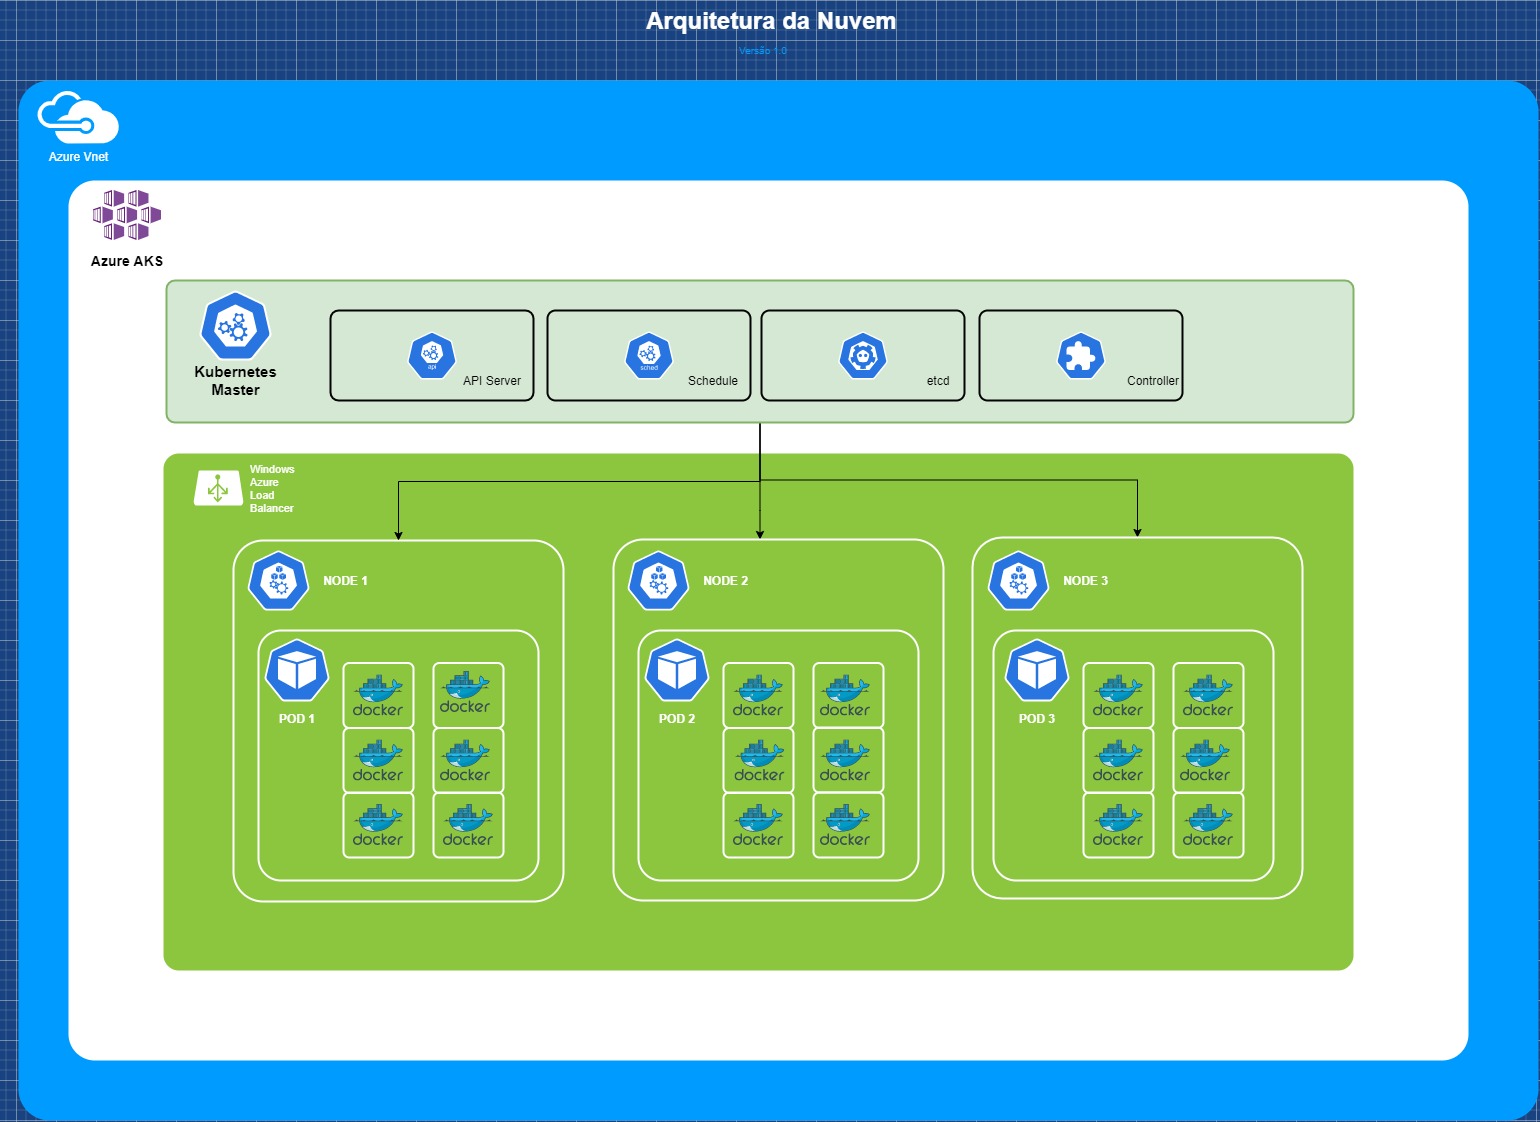 Arquitetura da Nuvem
Versão 1.0
Azure Vnet
Azure AKS
Kubernetes
Master
api
API Server
sched
Schedule
etcd
Controller
Windows
Azure
Load
Balancer
NODE 1
NODE 2
NODE 3
POD 1
docker
docker
docker
docker
docker
docker
POD 2
docker
docker
docker
docker
docker
docker
POD 3
docker
docker
docker
docker
docker
docker